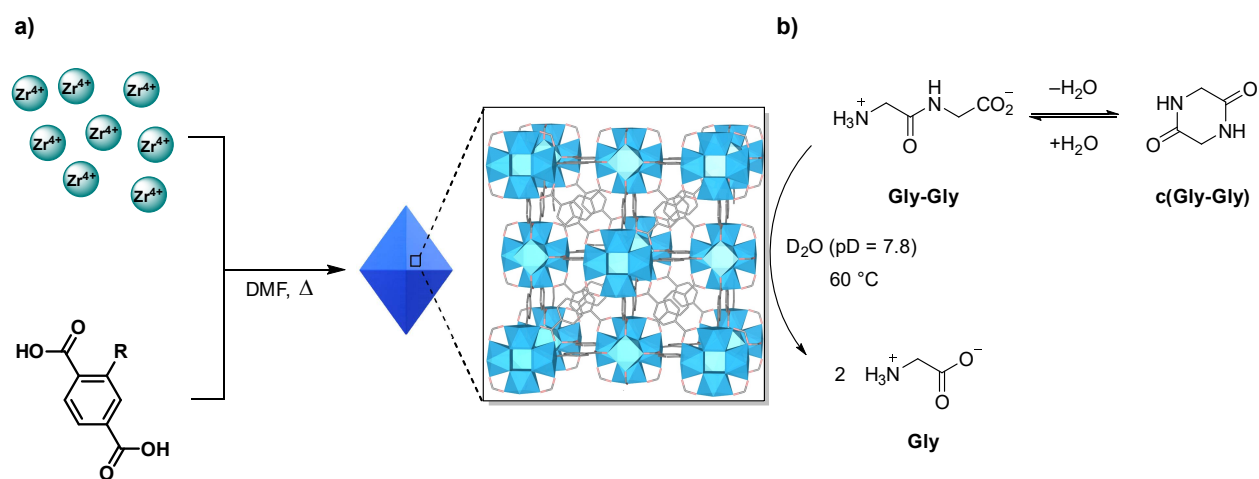 a)
Zr4+
Zr4+
Zr4+
Zr4+
Zr4+
Zr4+
Zr4+
Zr4+
DMF, Δ
O
HO
R
OH
O
b)
H3N+
O
H
N
CO2−
Gly-Gly
–H2O
+H2O
O
HN
NH
O
c(Gly-Gly)
D2O (pD = 7.8)
60 °C
2
H3N+
O−
O
Gly